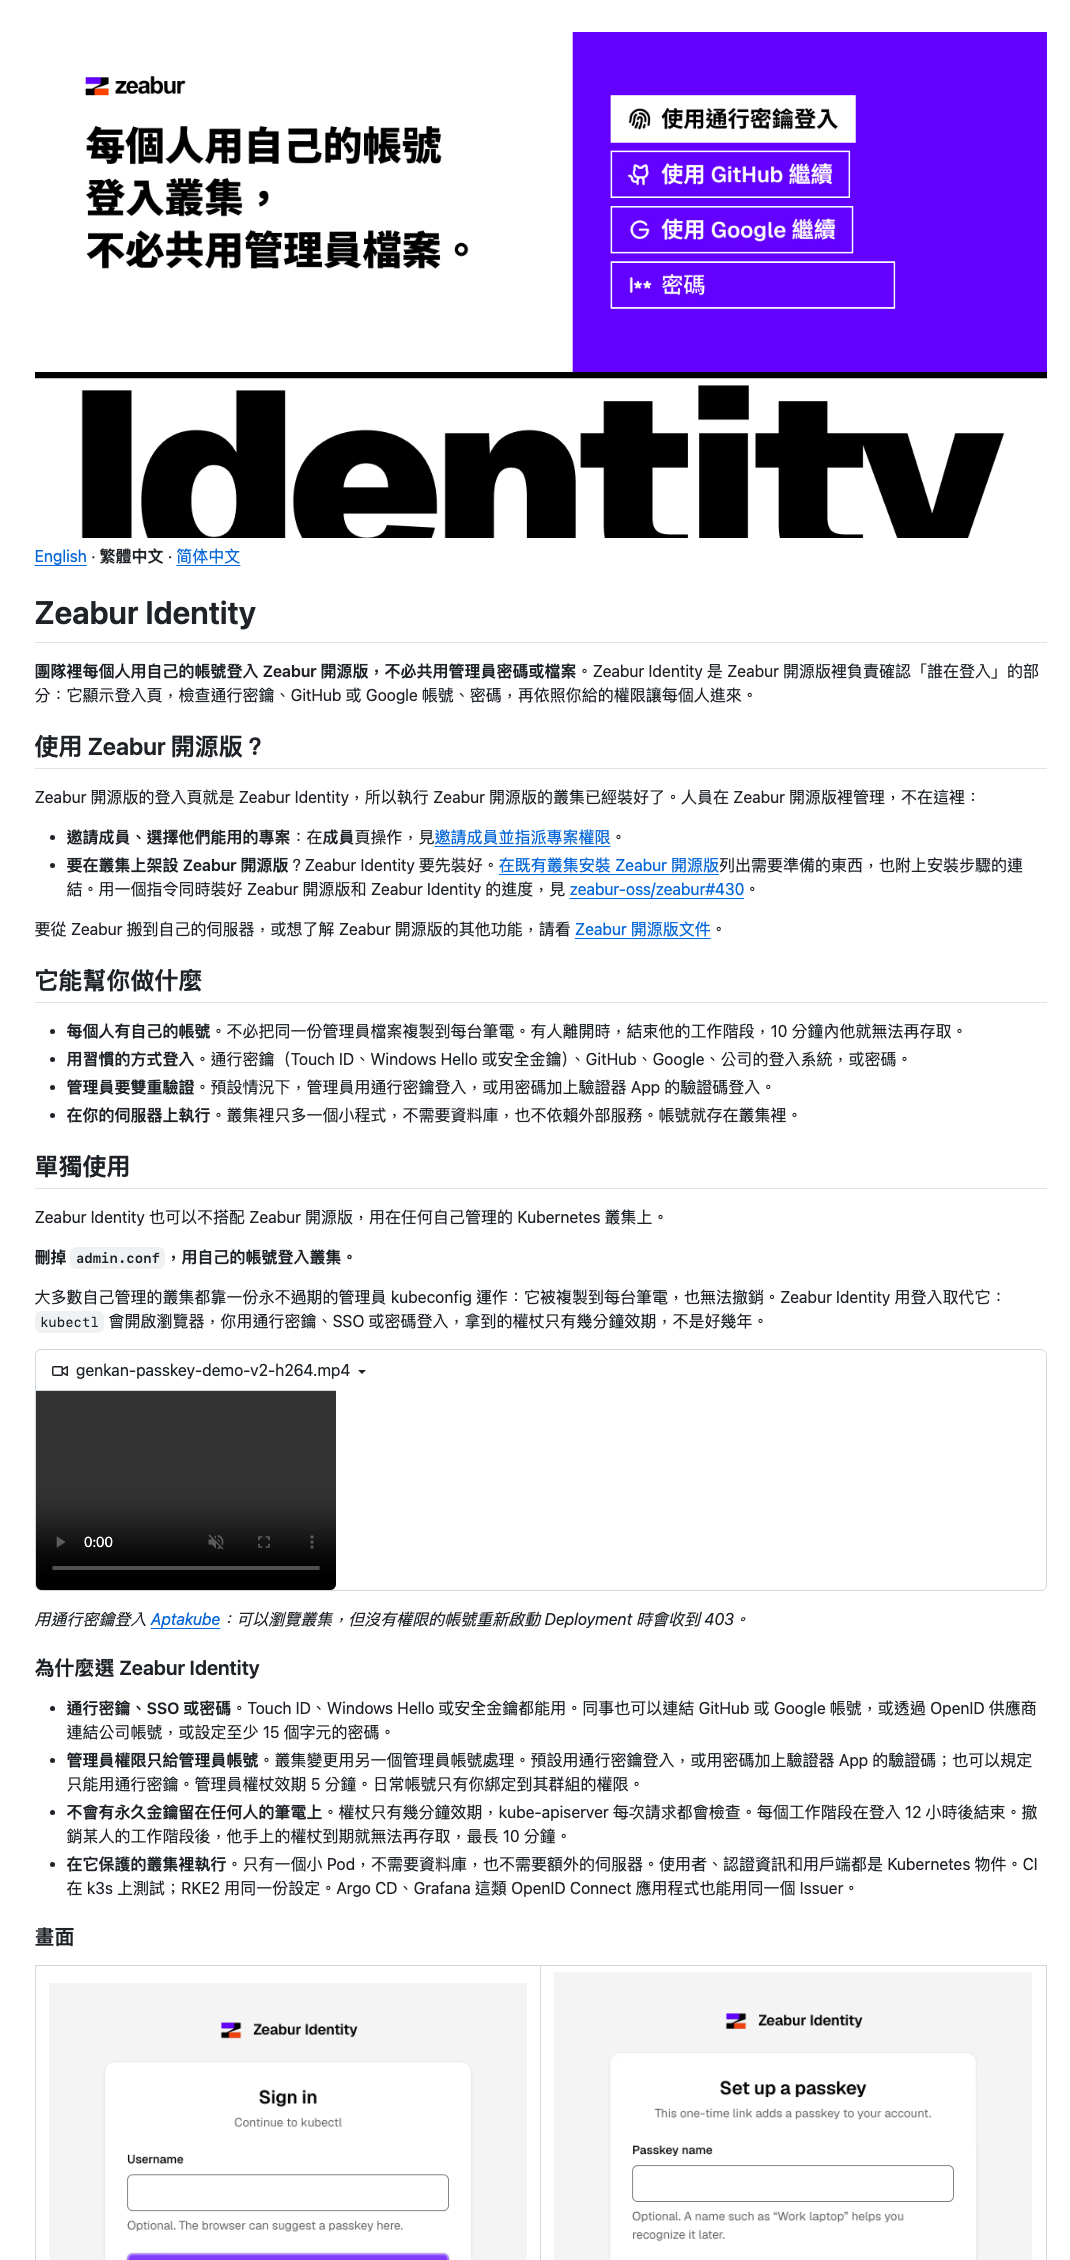 zeabur
每個人用自己的帳號
登入叢集，
不必共用管理員檔案。
使用通行密鑰登入
使用 GitHub 繼續
使用 Google 繼續
密碼
Identity
English · 繁體中文 · 简体中文
Zeabur Identity
團隊裡每個人用自己的帳號登入 Zeabur 開源版，不必共用管理員密碼或檔案。Zeabur Identity 是 Zeabur 開源版裡負責確認「誰在登入」的部
分：它顯示登入頁，檢查通行密鑰、GitHub 或 Google 帳號、密碼，再依照你給的權限讓每個人進來。
使用 Zeabur 開源版？
Zeabur 開源版的登入頁就是 Zeabur Identity，所以執行 Zeabur 開源版的叢集已經裝好了。人員在 Zeabur 開源版裡管理，不在這裡：
• 邀請成員、選擇他們能用的專案：在成員頁操作，見邀請成員並指派專案權限。
• 要在叢集上架設 Zeabur 開源版？Zeabur Identity 要先裝好。在既有叢集安裝 Zeabur 開源版列出需要準備的東西，也附上安裝步驟的連
結。用一個指令同時裝好 Zeabur 開源版和 Zeabur Identity 的進度，見 zeabur-oss/zeabur#430。
要從 Zeabur 搬到自己的伺服器，或想了解 Zeabur 開源版的其他功能，請看 Zeabur 開源版文件。
它能幫你做什麼
• 每個人有自己的帳號。不必把同一份管理員檔案複製到每台筆電。有人離開時，結束他的工作階段，10 分鐘內他就無法再存取。
• 用習慣的方式登入。通行密鑰（Touch ID、Windows Hello 或安全金鑰）、GitHub、Google、公司的登入系統，或密碼。
• 管理員要雙重驗證。預設情況下，管理員用通行密鑰登入，或用密碼加上驗證器 App 的驗證碼登入。
• 在你的伺服器上執行。叢集裡只多一個小程式，不需要資料庫，也不依賴外部服務。帳號就存在叢集裡。
單獨使用
Zeabur Identity 也可以不搭配 Zeabur 開源版，用在任何自己管理的 Kubernetes 叢集上。
刪掉 admin.conf，用自己的帳號登入叢集。
大多數自己管理的叢集都靠一份永不過期的管理員 kubeconfig 運作：它被複製到每台筆電，也無法撤銷。Zeabur Identity 用登入取代它：
kubectl 會開啟瀏覽器，你用通行密鑰、SSO 或密碼登入，拿到的權杖只有幾分鐘效期，不是好幾年。
genkan-passkey-demo-v2-h264.mp4
0:00
用通行密鑰登入 Aptakube：可以瀏覽叢集，但沒有權限的帳號重新啟動 Deployment 時會收到 403。
為什麼選 Zeabur Identity
• 通行密鑰、SSO 或密碼。Touch ID、Windows Hello 或安全金鑰都能用。同事也可以連結 GitHub 或 Google 帳號，或透過 OpenID 供應商
連結公司帳號，或設定至少 15 個字元的密碼。
• 管理員權限只給管理員帳號。叢集變更用另一個管理員帳號處理。預設用通行密鑰登入，或用密碼加上驗證器 App 的驗證碼；也可以規定
只能用通行密鑰。管理員權杖效期 5 分鐘。日常帳號只有你綁定到其群組的權限。
• 不會有永久金鑰留在任何人的筆電上。權杖只有幾分鐘效期，kube-apiserver 每次請求都會檢查。每個工作階段在登入 12 小時後結束。撤
銷某人的工作階段後，他手上的權杖到期就無法再存取，最長 10 分鐘。
• 在它保護的叢集裡執行。只有一個小 Pod，不需要資料庫，也不需要額外的伺服器。使用者、認證資訊和用戶端都是 Kubernetes 物件。CI
在 k3s 上測試；RKE2 用同一份設定。Argo CD、Grafana 這類 OpenID Connect 應用程式也能用同一個 Issuer。
畫面
Zeabur Identity
Sign in
Continue to kubectl
Username
Optional. The browser can suggest a passkey here.
Zeabur Identity
Set up a passkey
This one-time link adds a passkey to your account.
Passkey name
Optional. A name such as “Work laptop” helps you
recognize it later.